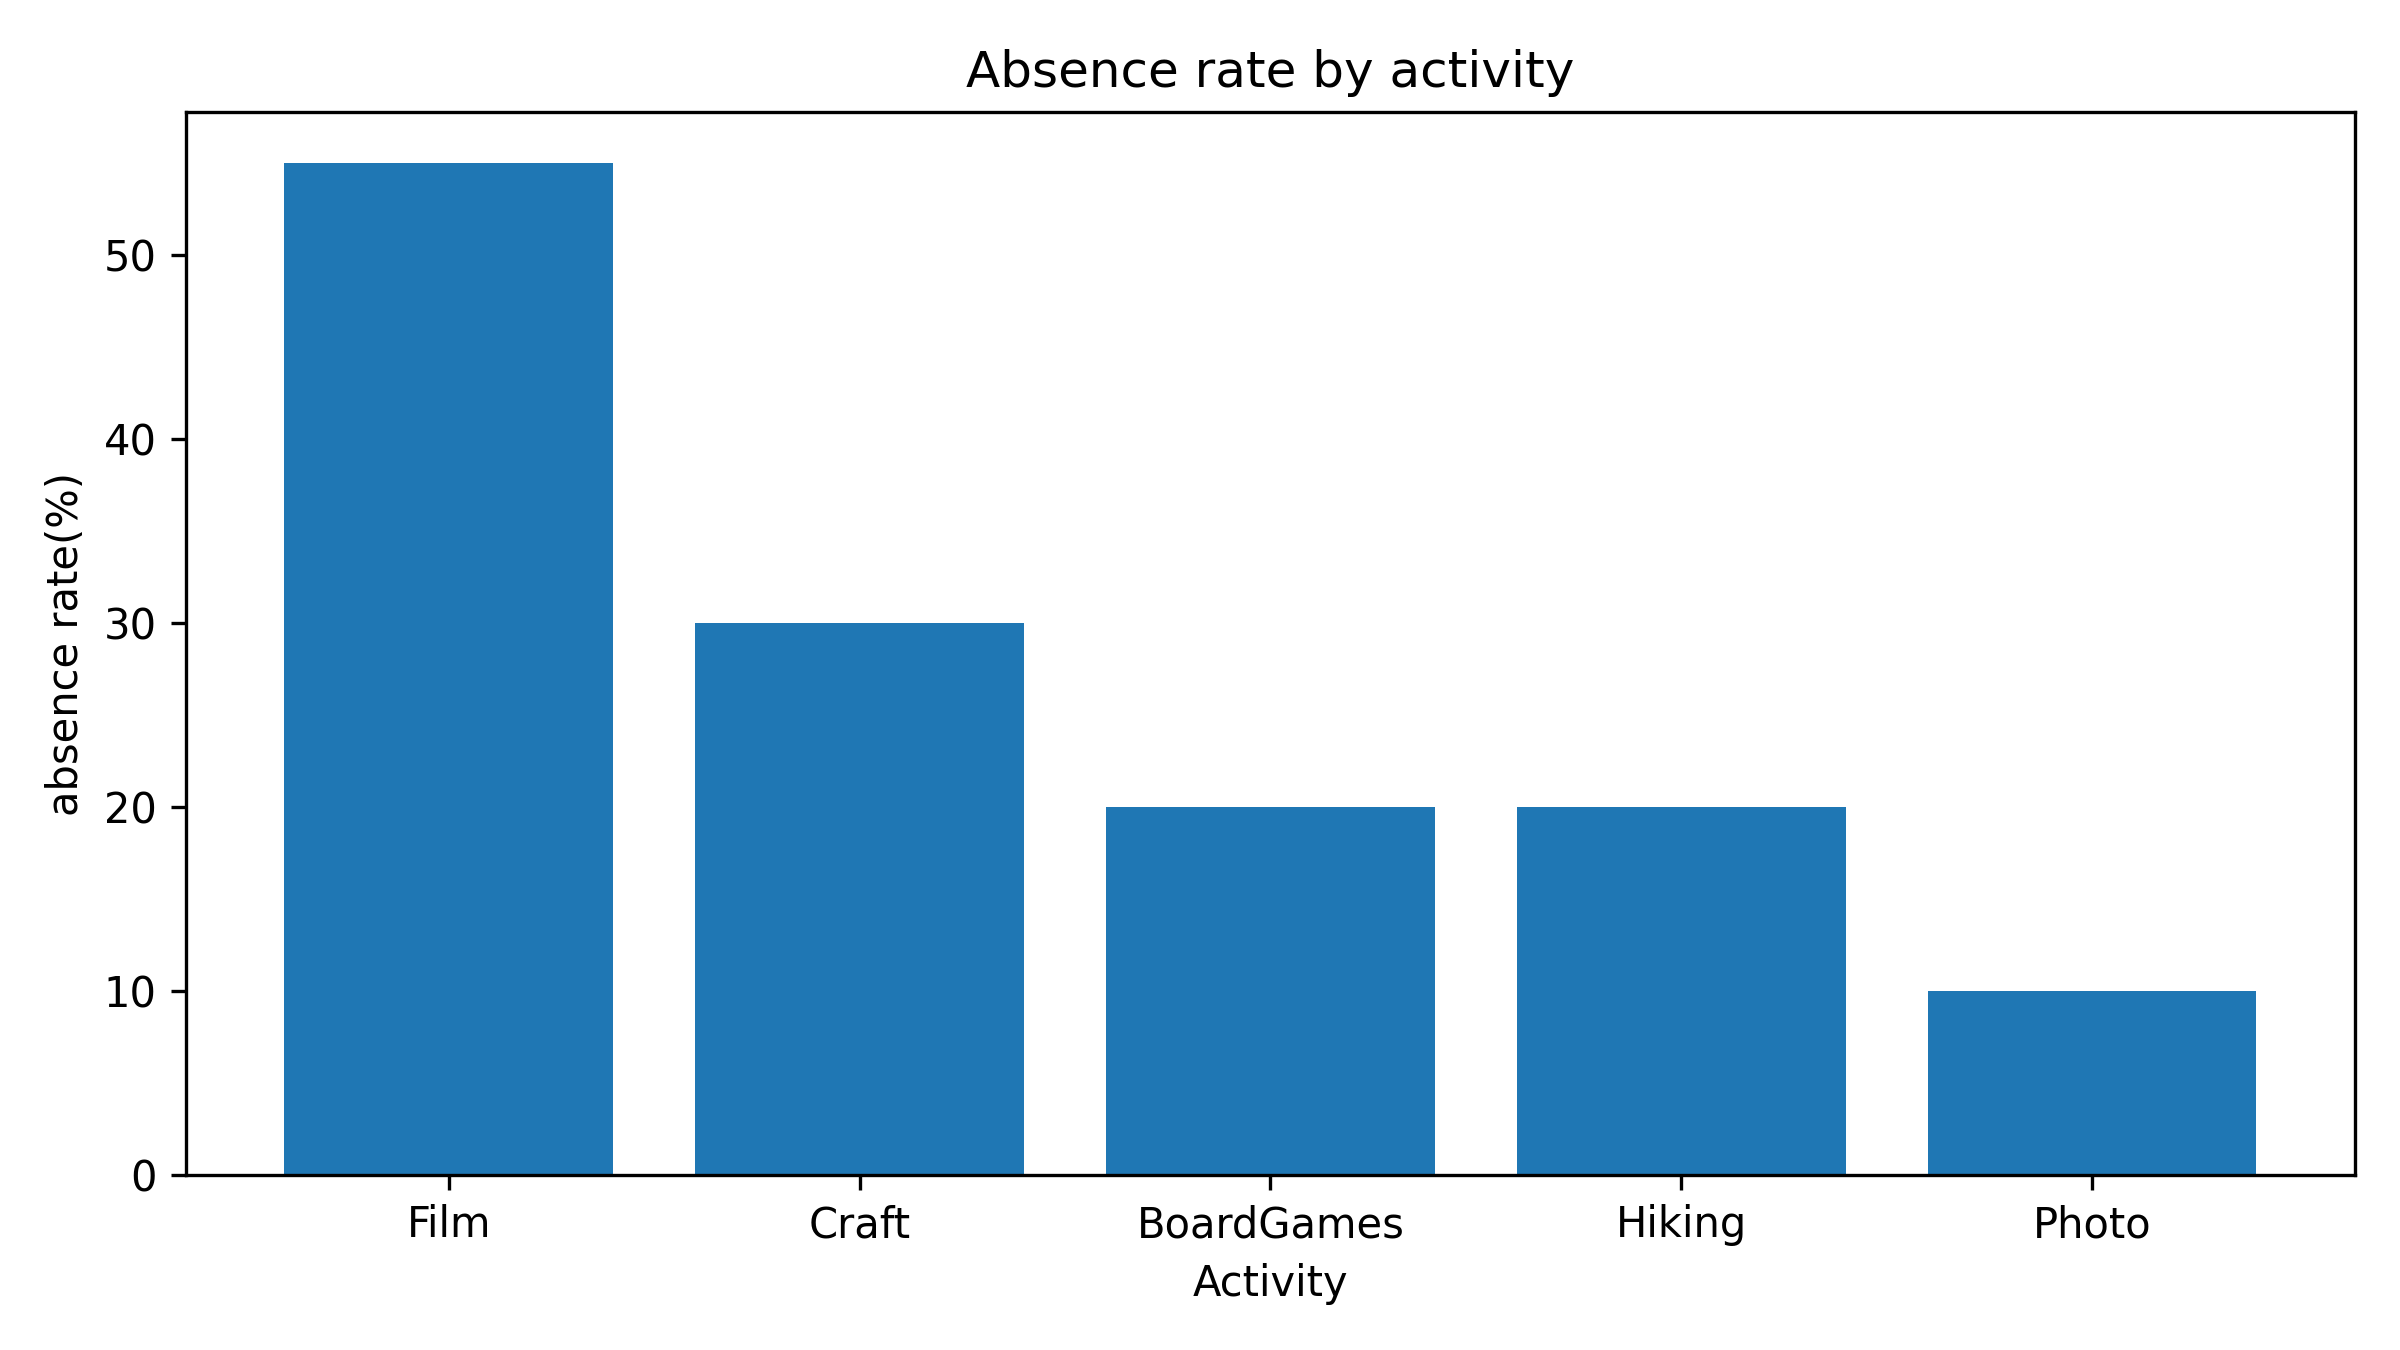 Absence rate by activity
absence rate(%)
50
40
30
20
10
0
Film
Craft
BoardGames
Hiking
Photo
Activity